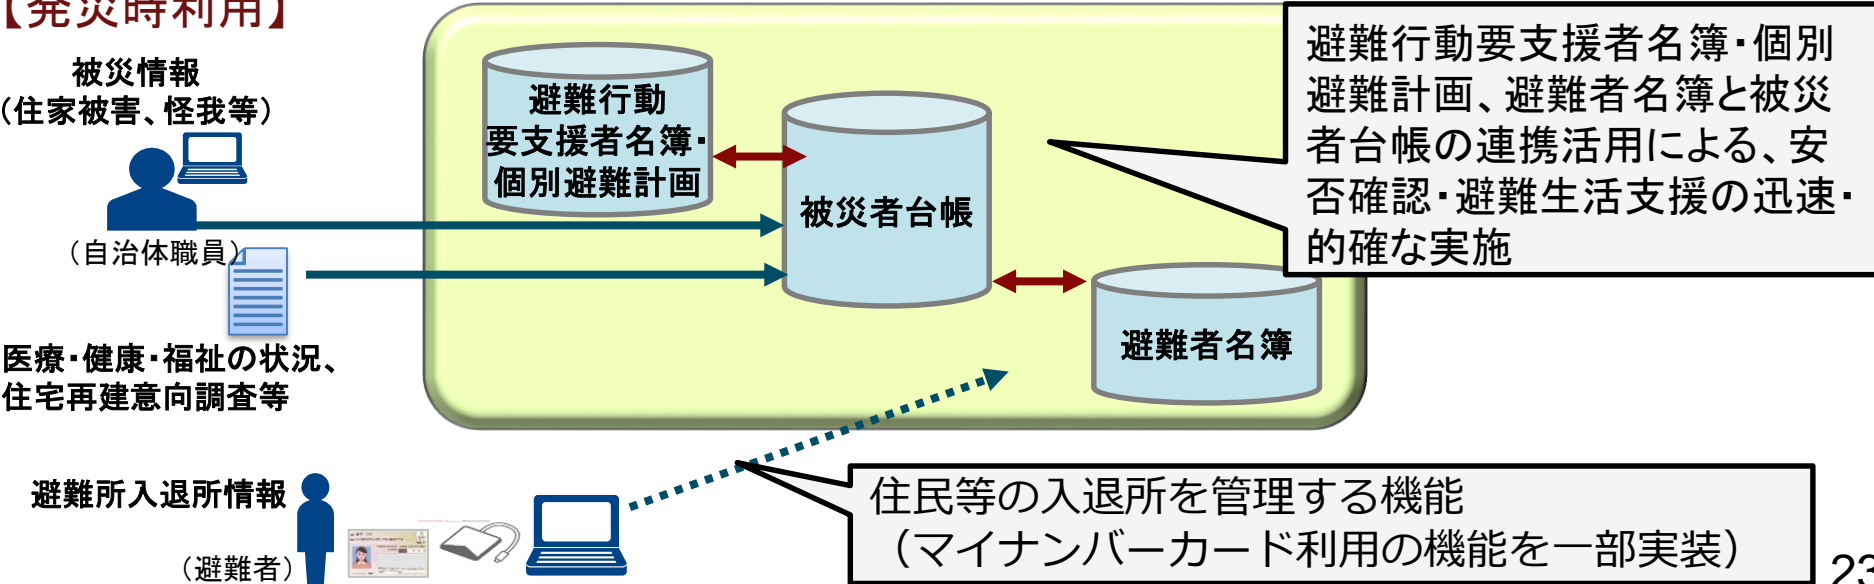 【発災時利用】
被災情報
（住家被害、怪我等）
（自治体職員）
医療・健康・福祉の状況、
住宅再建意向調査等
避難所入退所情報
（避難者）
避難行動
要支援者名簿・
個別避難計画
被災者台帳
避難者名簿
避難行動要支援者名簿・個別
避難計画、避難者名簿と被災
者台帳の連携活用による、安
否確認・避難生活支援の迅速・
的確な実施
住民等の入退所を管理する機能
（マイナンバーカード利用の機能を一部実装）
23